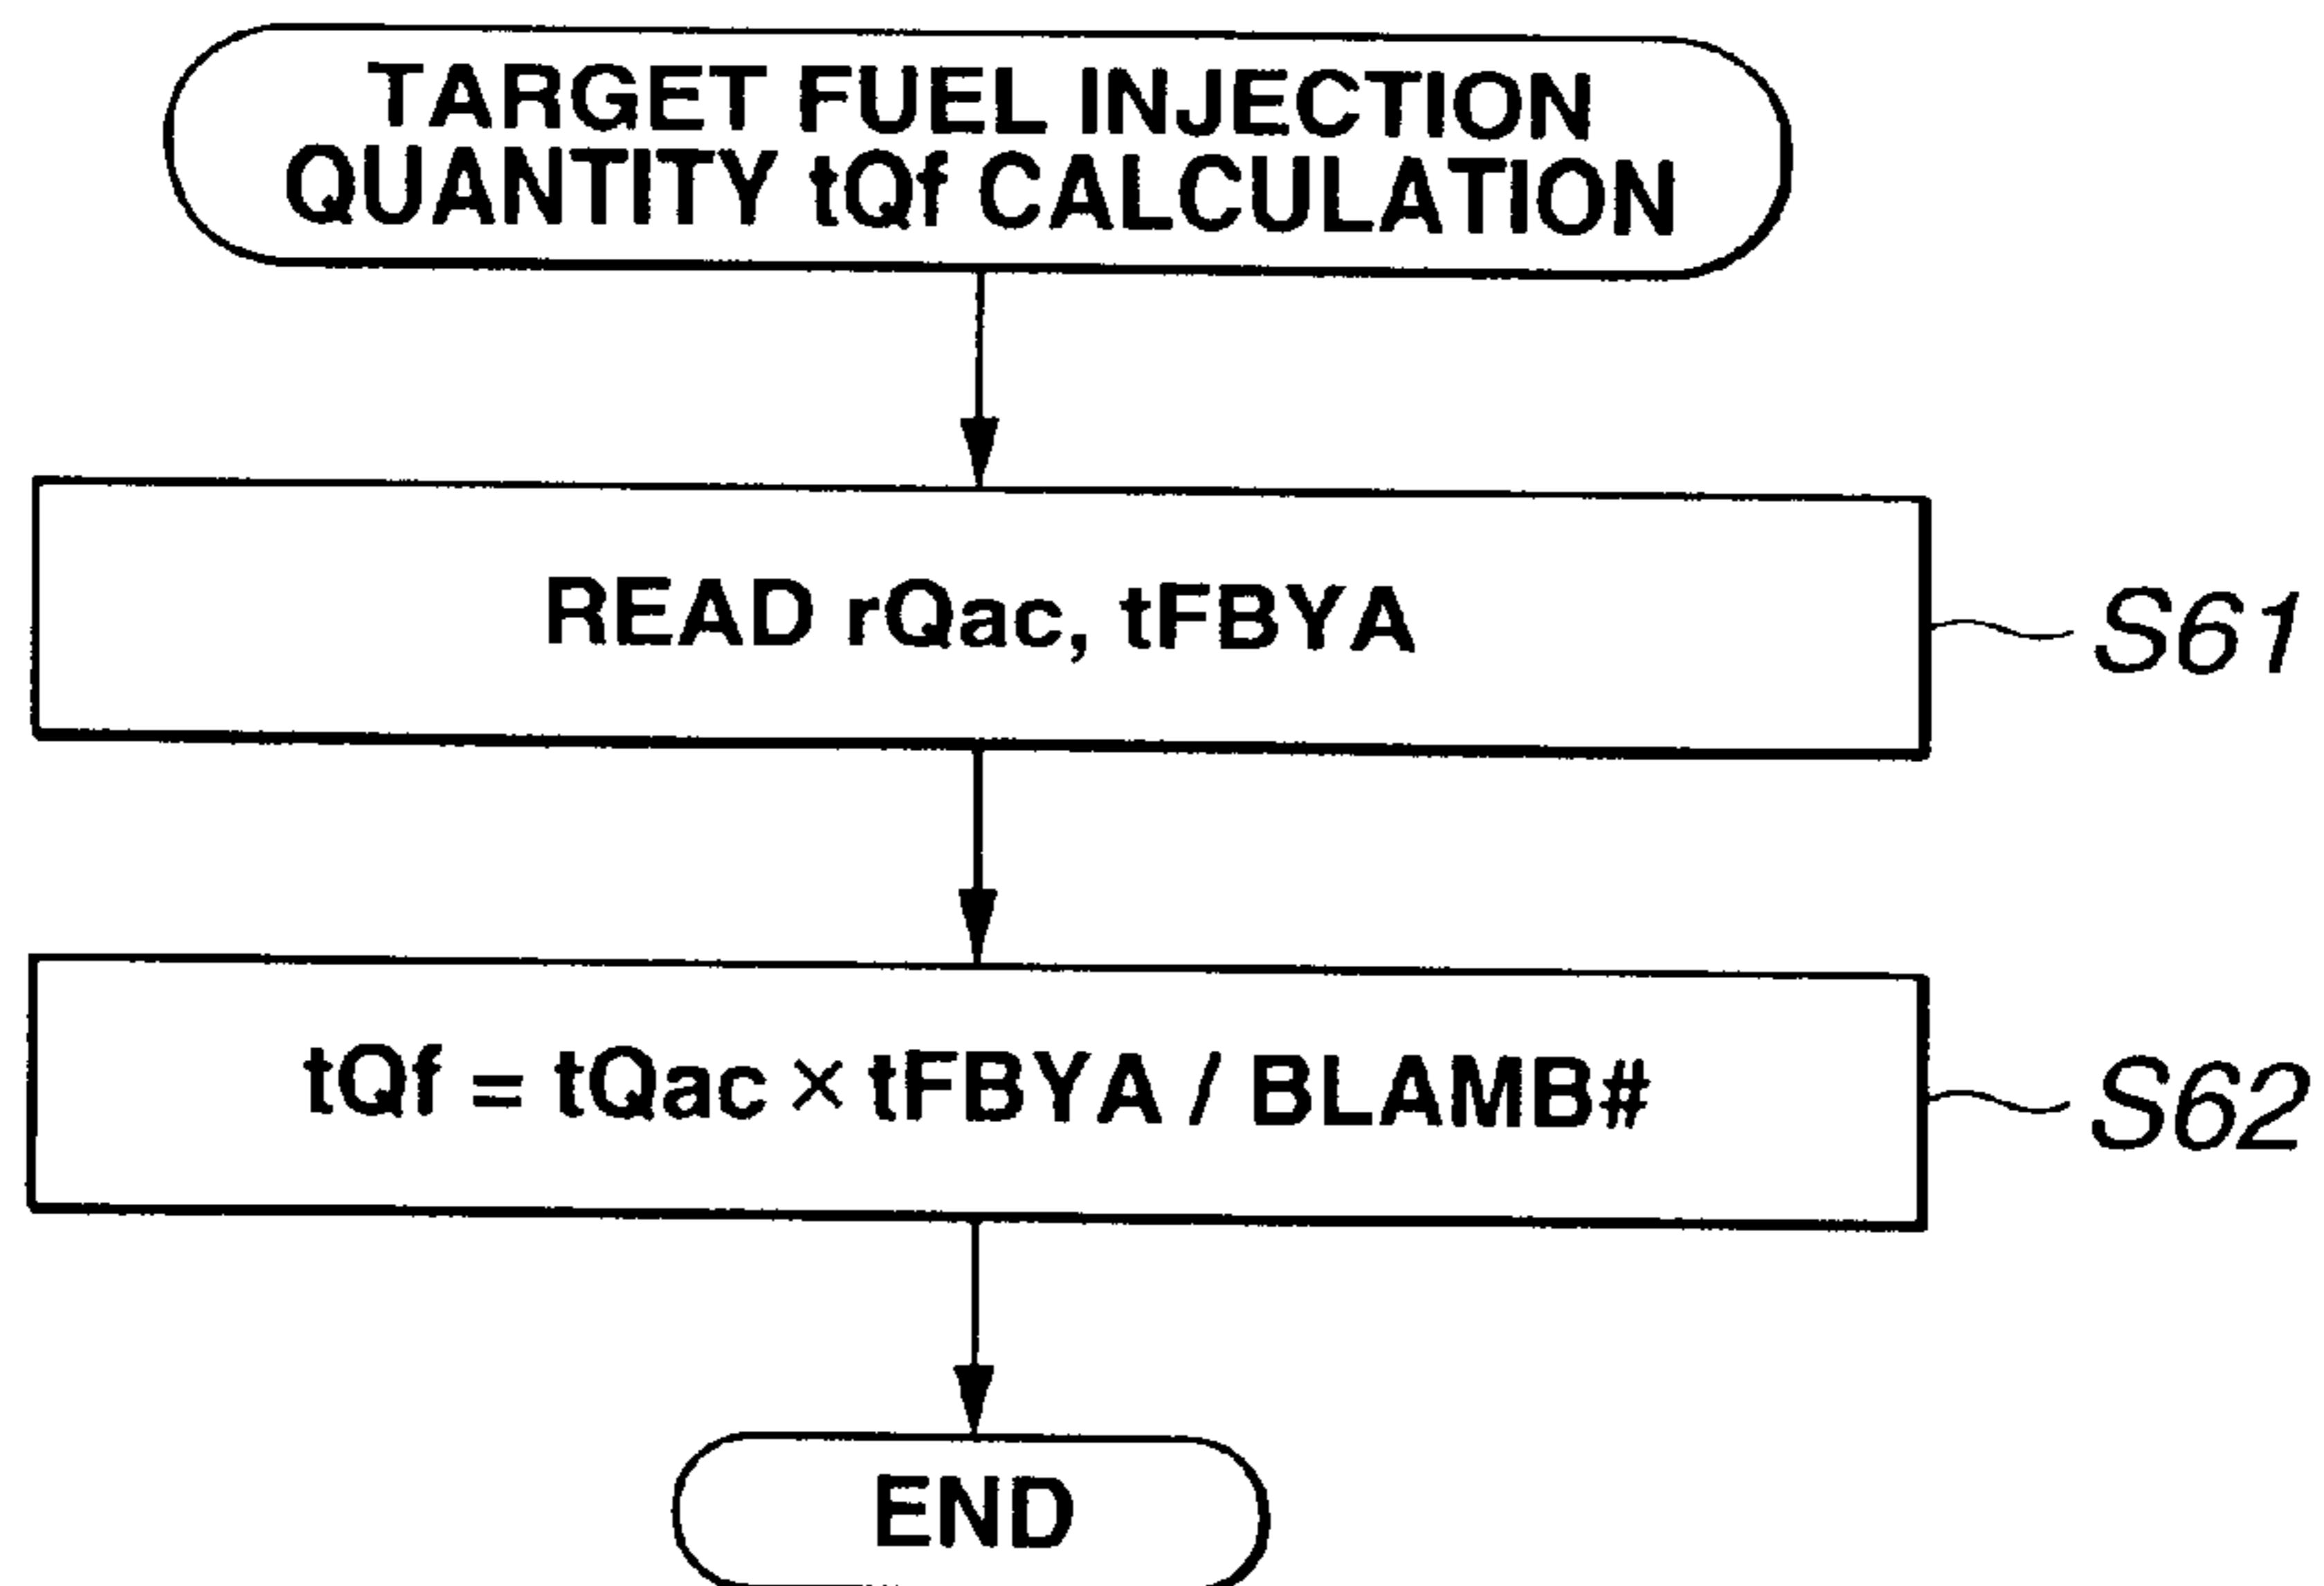 TARGET FUEL INJECTION
QUANTITY tQf CALCULATION
READ rQac, tFBYA
S61
tQf = tQac × tFBYA / BLAMB#
S62
END